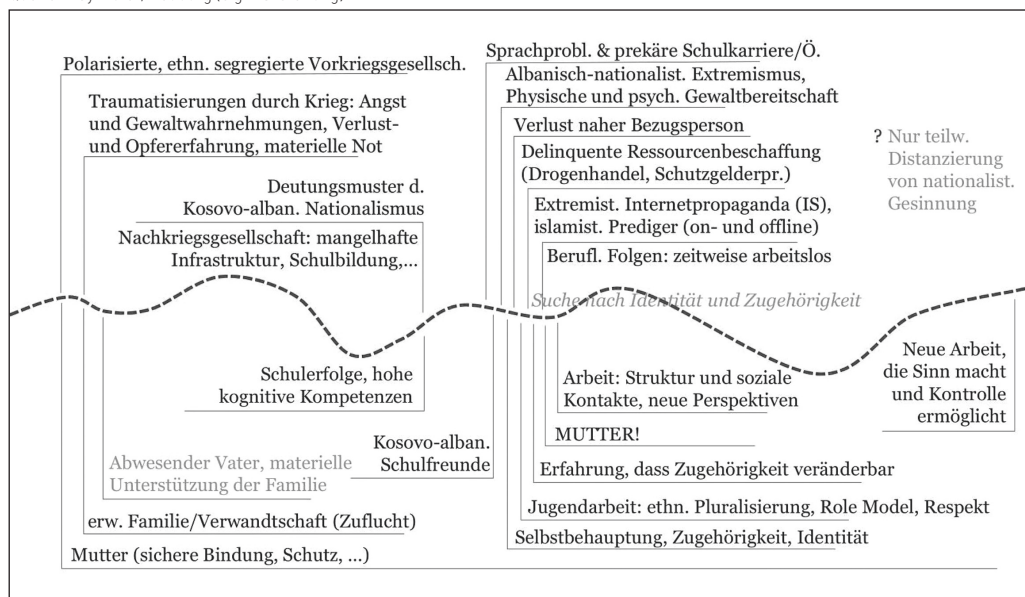 Sprachprobl. & prekäre Schulkarriere/Ö.
Polarisierte, ethn. segregierte Vorkriegsgesellsch.
Albanisch-nationalist. Extremismus,
Physische und psych. Gewaltbereitschaft
Traumatisierungen durch Krieg: Angst
und Gewaltwahrnehmungen, Verlust-
und Opfererfahrung, materielle Not
Verlust naher Bezugsperson
Delinquente Ressourcenbeschaffung
(Drogenhandel, Schutzgelderpr.)
? Nur teilw.
Distanzierung
von nationalist.
Gesinnung
Deutungsmuster d.
Kosovo-alban. Nationalismus
Extremist. Internetpropaganda (IS),
islamist. Prediger (on- und offline)
Nachkriegsgesellschaft: mangelhafte
Infrastruktur, Schulbildung,...
Berufl. Folgen: zeitweise arbeitslos
Suche nach Identität und Zugehörigkeit
Neue Arbeit,
die Sinn macht
und Kontrolle
ermöglicht
Schulerfolge, hohe
kognitive Kompetenzen
Arbeit: Struktur und soziale
Kontakte, neue Perspektiven
MUTTER!
Kosovo-alban.
Schulfreunde
Abwesender Vater, materielle
Unterstützung der Familie
Erfahrung, dass Zugehörigkeit veränderbar
Jugendarbeit: ethn. Pluralisierung, Role Model, Respekt
erw. Familie/Verwandtschaft (Zuflucht)
Selbstbehauptung, Zugehörigkeit, Identität
Mutter (sichere Bindung, Schutz, ...)